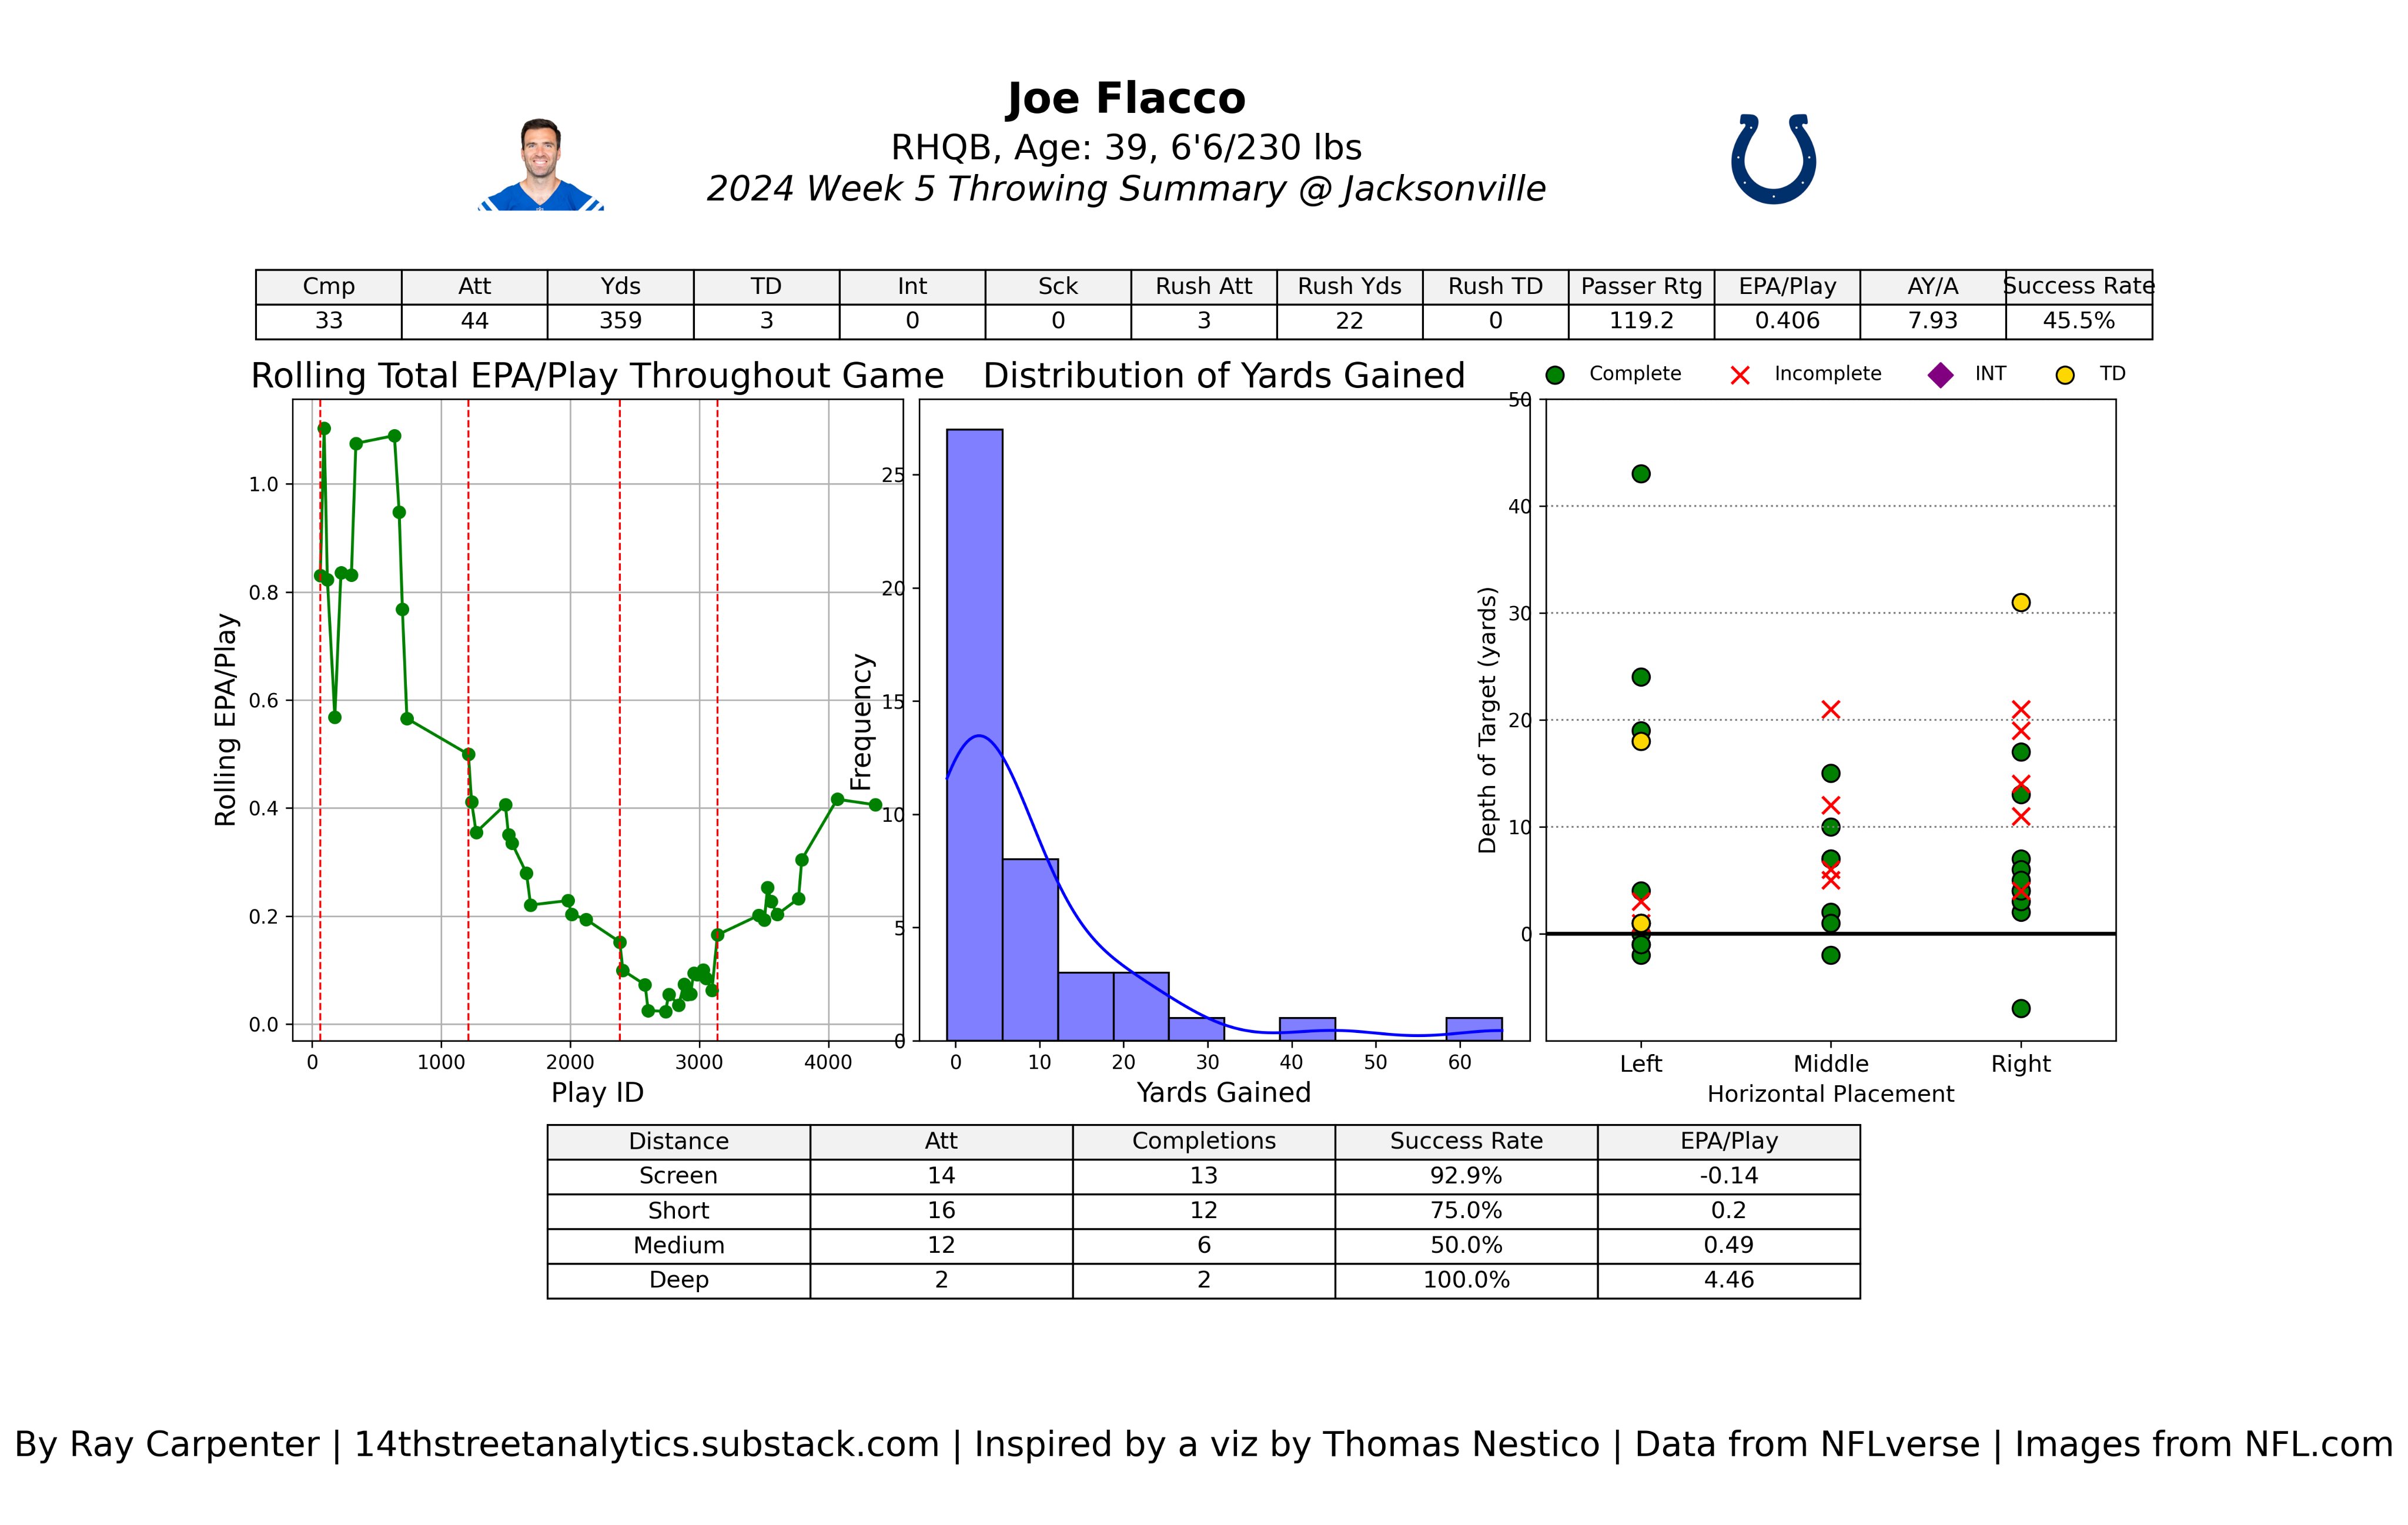 Joe Flacco
RHQB, Age: 39, 6'6/230 lbs
2024 Week 5 Throwing Summary @ Jacksonville
Cmp Att Yds TD Int Sck Rush Att Rush Yds Rush TD Passer Rtg EPA/Play AY/A Success Rate
33 44 359 3 0 0 3 22 0 119.2 0.406 7.93 45.5%
Rolling Total EPA/Play Throughout Game
Rolling EPA/Play
1.0
0.8
0.6
0.4
0.2
0.0
0 1000 2000 3000 4000
Play ID
Distribution of Yards Gained
Frequency
25
20
15
10
5
0
0 10 20 30 40 50 60
Yards Gained
Complete Incomplete INT TD
Depth of Target (yards)
50
40
30
20
10
0
Left Middle Right
Horizontal Placement
Distance Att Completions Success Rate EPA/Play
Screen 14 13 92.9% -0.14
Short 16 12 75.0% 0.2
Medium 12 6 50.0% 0.49
Deep 2 2 100.0% 4.46
By Ray Carpenter | 14thstreetanalytics.substack.com | Inspired by a viz by Thomas Nestico | Data from NFLverse | Images from NFL.com